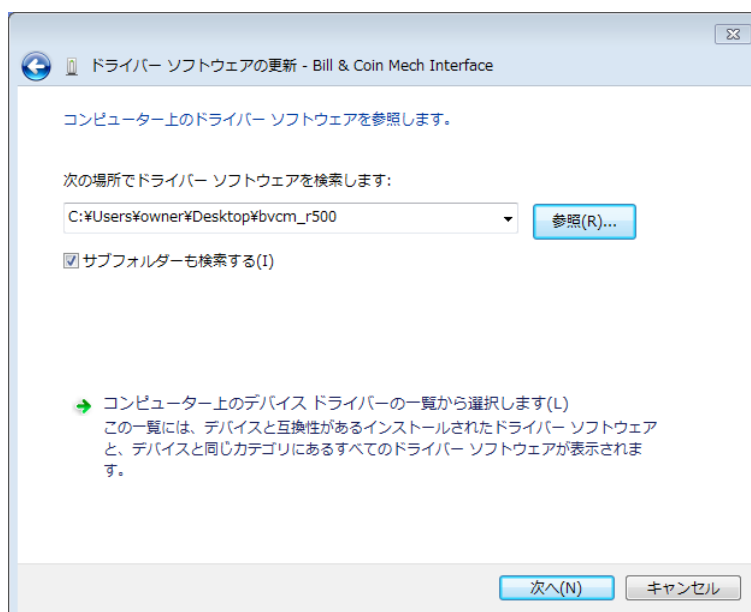 ドライバー ソフトウェアの更新 - Bill & Coin Mech Interface
コンピューター上のドライバー ソフトウェアを参照します。
次の場所でドライバー ソフトウェアを検索します:
C:¥Users¥owner¥Desktop¥bvcm_r500
参照(R)...
サブフォルダーも検索する(I)
コンピューター上のデバイス ドライバーの一覧から選択します(L)
この一覧には、デバイスと互換性があるインストールされたドライバー ソフトウェア
と、デバイスと同じカテゴリにあるすべてのドライバー ソフトウェアが表示されま
す。
次へ(N)
キャンセル